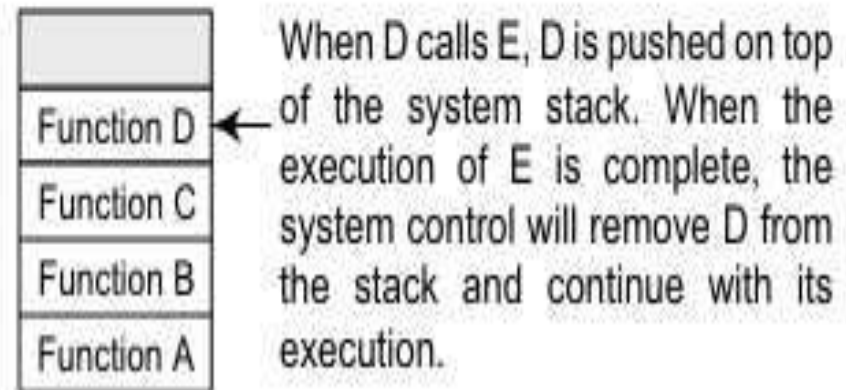 When D calls E, D is pushed on top
of the system stack. When the
execution of E is complete, the
system control will remove D from
the stack and continue with its
execution.
Function D
Function C
Function B
Function A